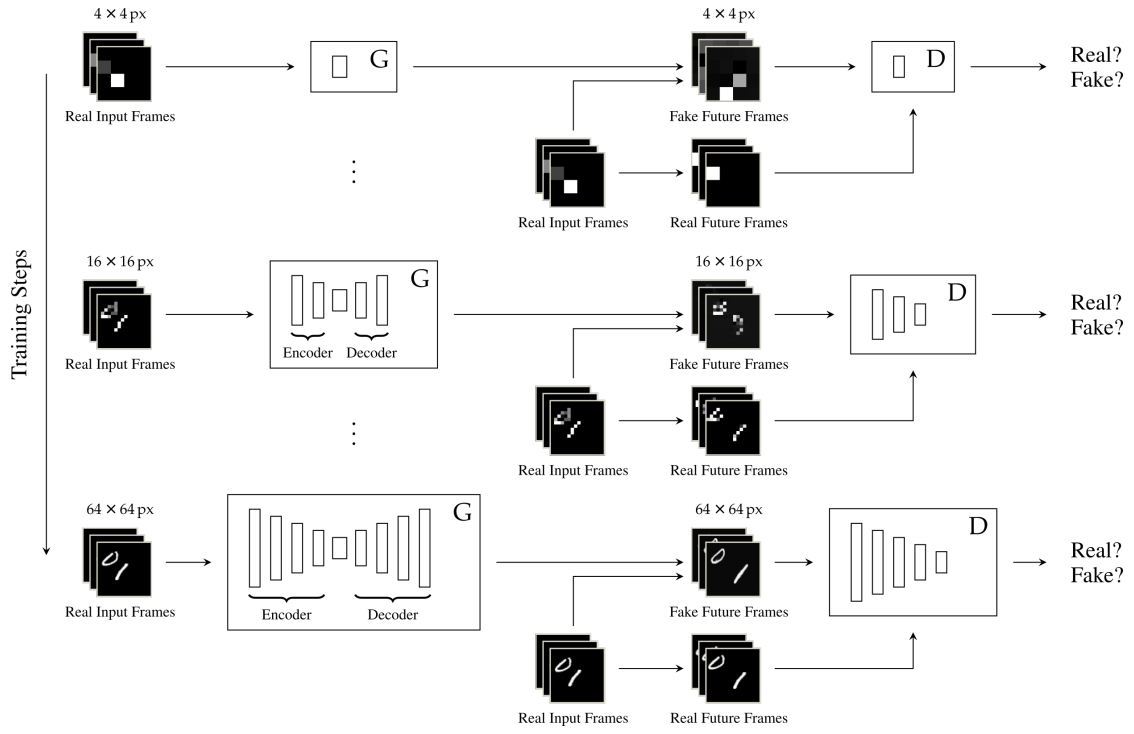 4 × 4 px
4 × 4 px
G
D
Real?
Fake?
Real Input Frames
Fake Future Frames
Real Input Frames
Real Future Frames
Training Steps
16 × 16 px
16 × 16 px
G
D
Real?
Fake?
Encoder
Decoder
Real Input Frames
Fake Future Frames
Real Input Frames
Real Future Frames
64 × 64 px
64 × 64 px
G
D
Real?
Fake?
Encoder
Decoder
Real Input Frames
Fake Future Frames
Real Input Frames
Real Future Frames